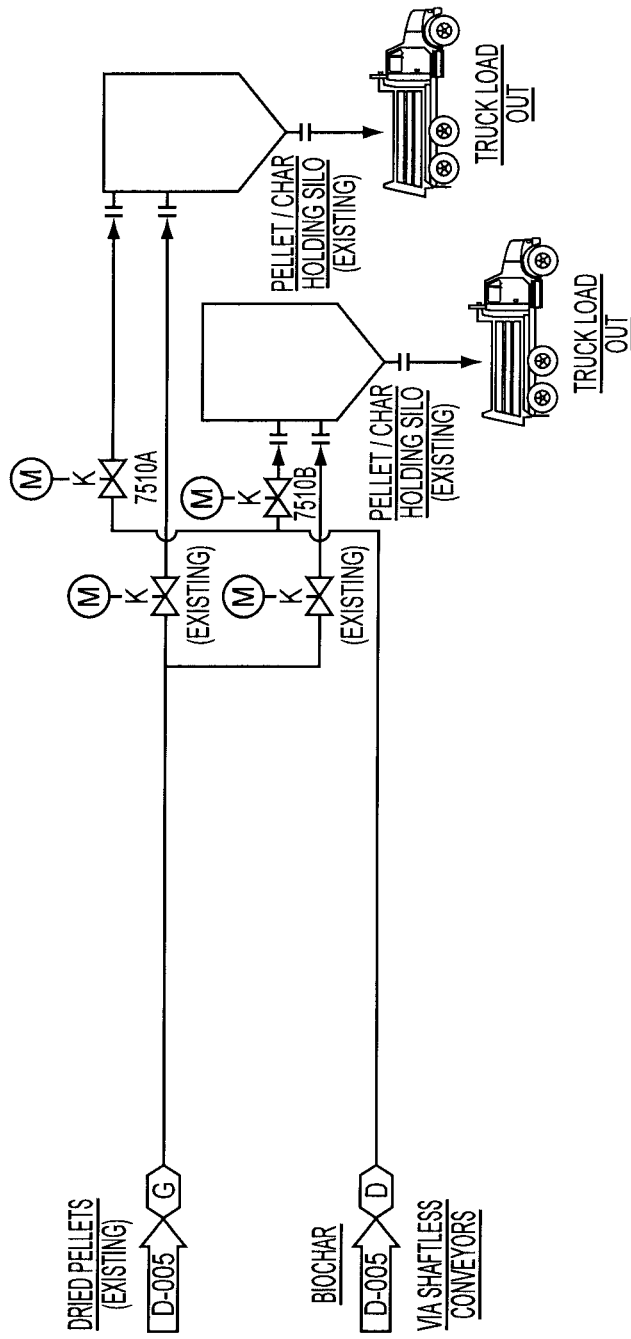 DRIED PELLETS
(EXISTING)
D-005
G
BIOCHAR
D-005
D
VIA SHAFTLESS
CONVEYORS
M
K
(EXISTING)
M
K
(EXISTING)
M
K
7510A
M
K
7510B
PELLET / CHAR
HOLDING SILO
(EXISTING)
TRUCK LOAD
OUT
PELLET / CHAR
HOLDING SILO
(EXISTING)
TRUCK LOAD
OUT